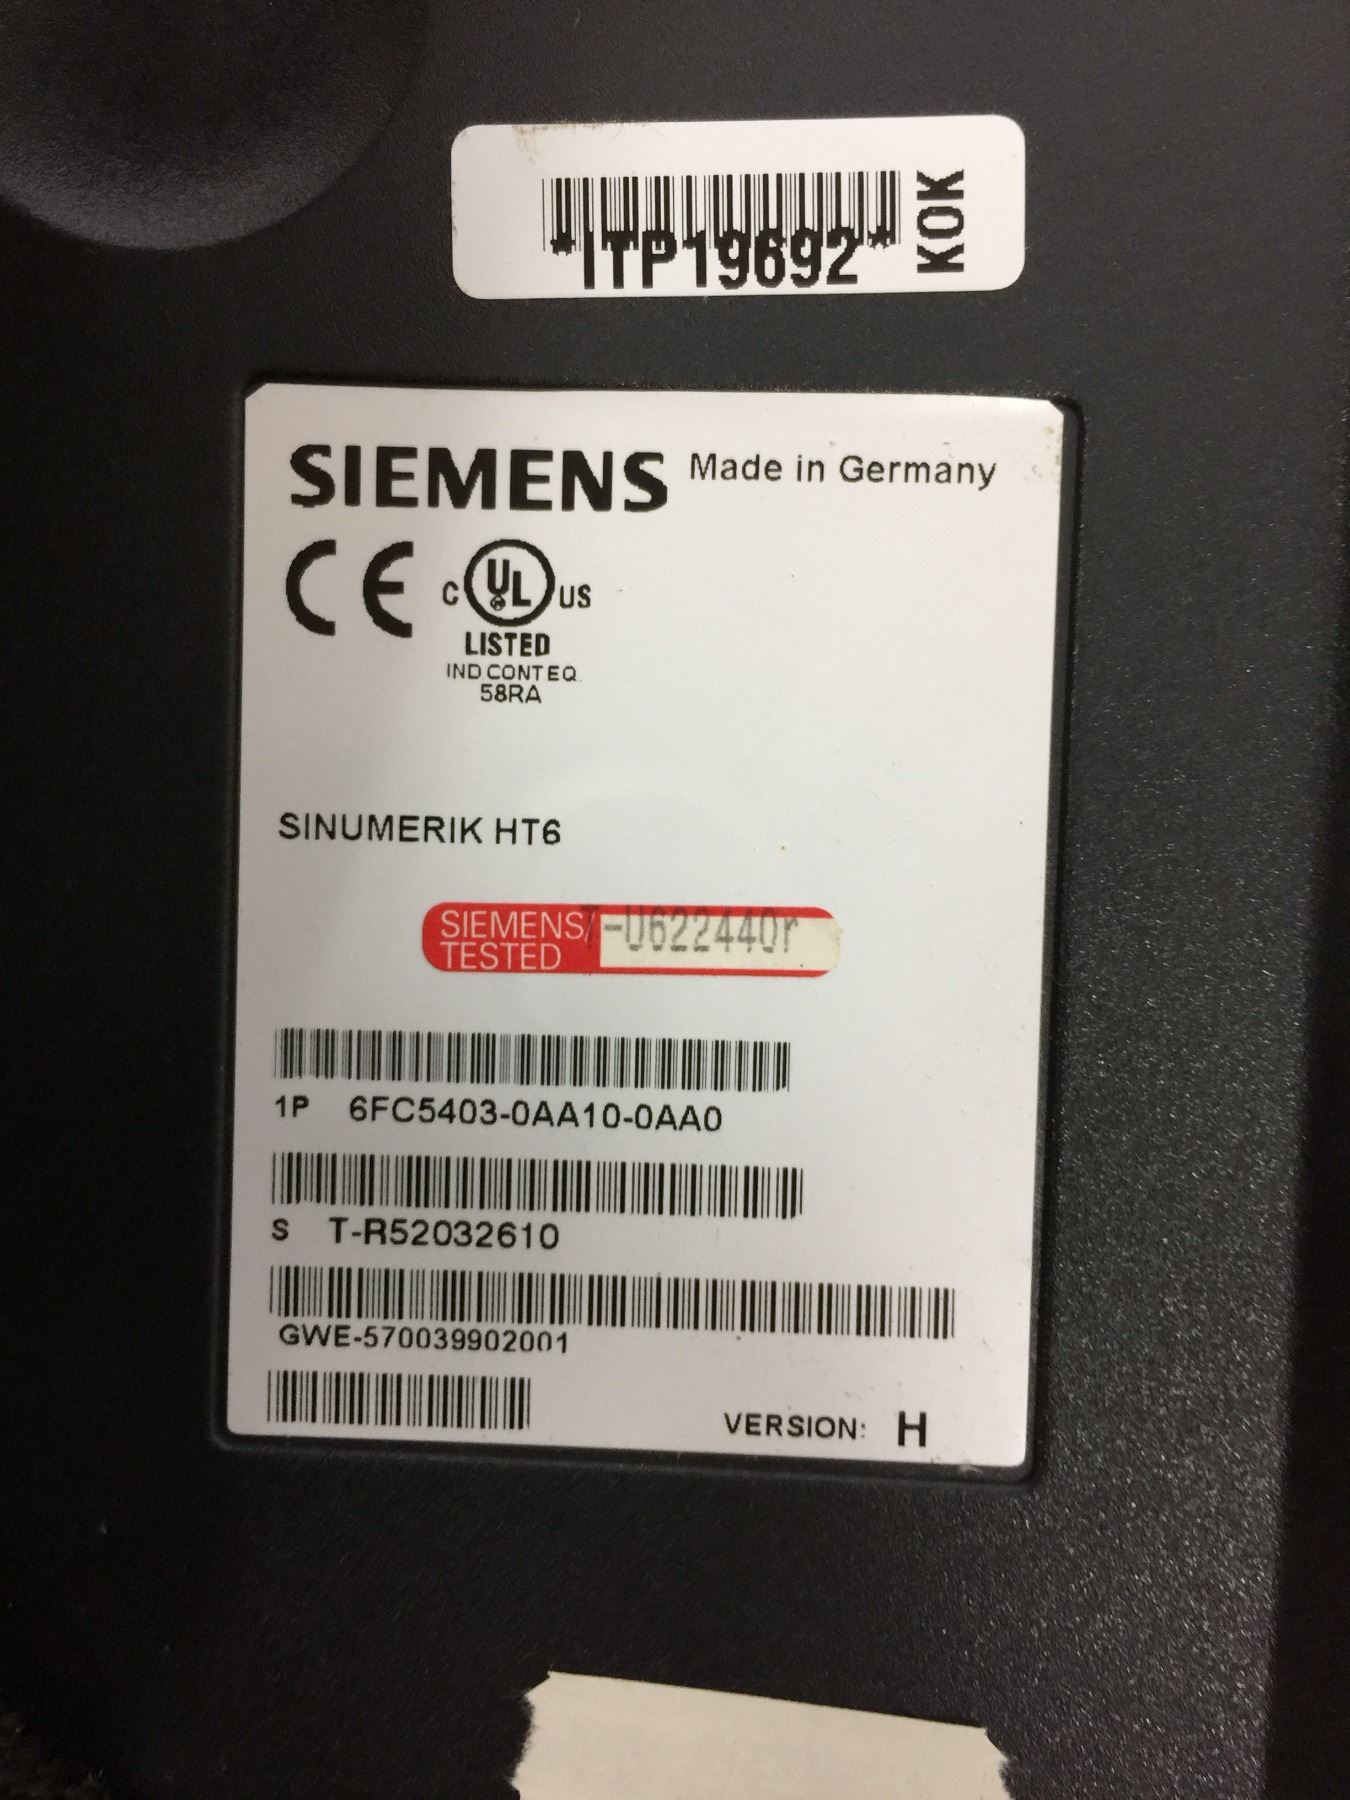 *ITP19692*
KOK
SIEMENS Made in Germany
CE
C UL US
LISTED
IND CONT EQ.
58RA
SINUMERIK HT6
SIEMENS T-U622440r
TESTED
1P 6FC5403-0AA10-0AA0
S T-R52032610
GWE-570039902001
VERSION: H